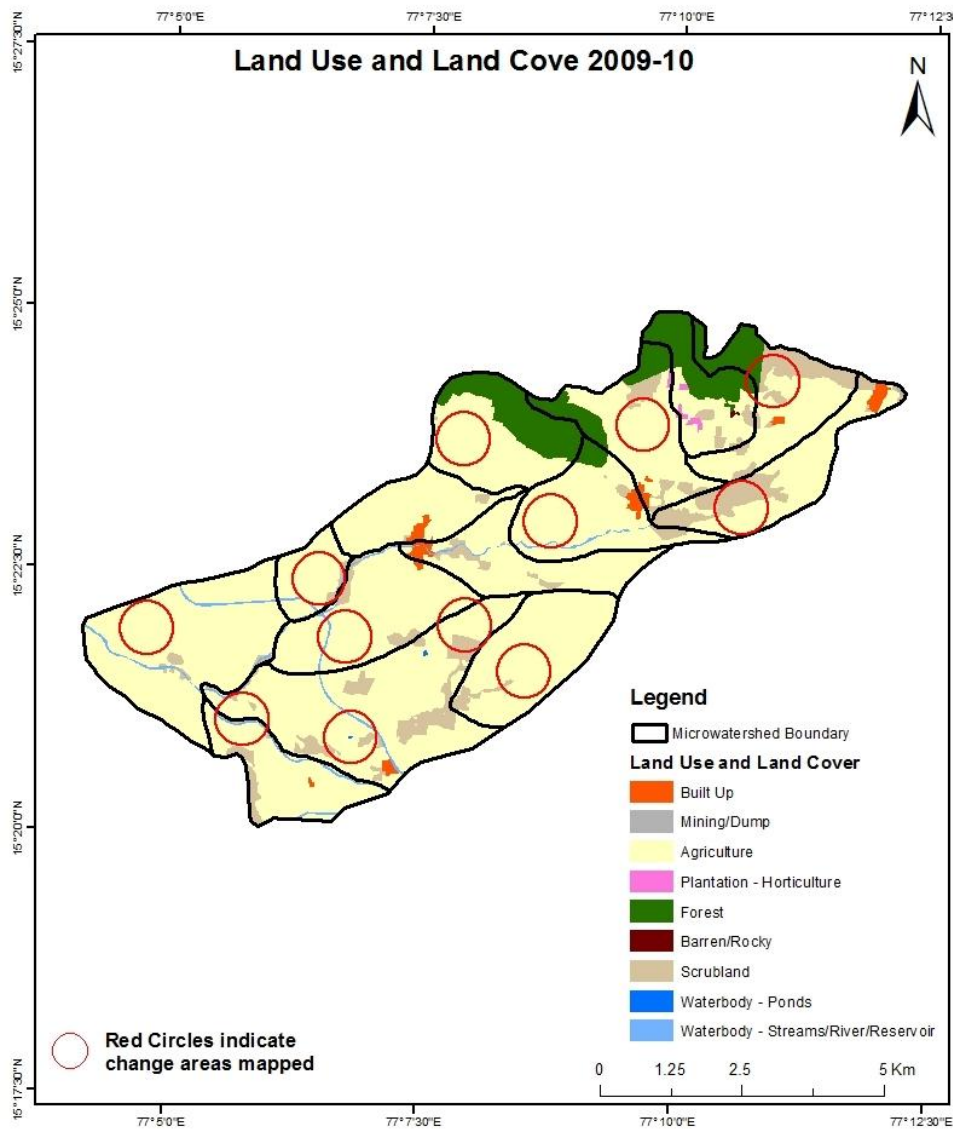 77°5'0"E 77°7'30"E 77°10'0"E 77°12'3
15°27'30"N
Land Use and Land Cove 2009-10
N
15°25'0"N
15°22'30"N
15°20'0"N
15°17'30"N
Legend
Microwatershed Boundary
Land Use and Land Cover
Built Up
Mining/Dump
Agriculture
Plantation - Horticulture
Forest
Barren/Rocky
Scrubland
Waterbody - Ponds
Waterbody - Streams/River/Reservoir
Red Circles indicate
change areas mapped
0 1.25 2.5 5 Km
77°5'0"E 77°7'30"E 77°10'0"E 77°12'30"E